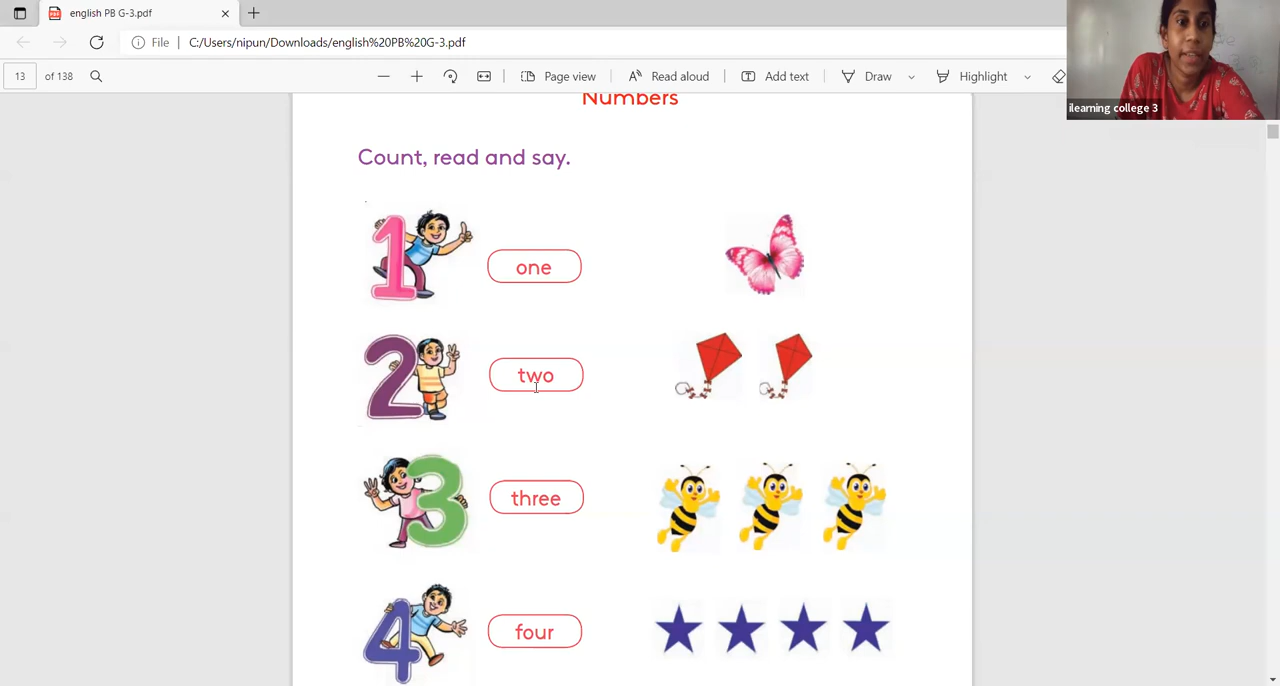 english PB G-3.pdf
File C:/Users/nipun/Downloads/english%20PB%20G-3.pdf
13 of 138 Page view Read aloud Add text Draw Highlight
ilearning college 3
Numbers
Count, read and say.
1 one
2 two
3 three
4 four